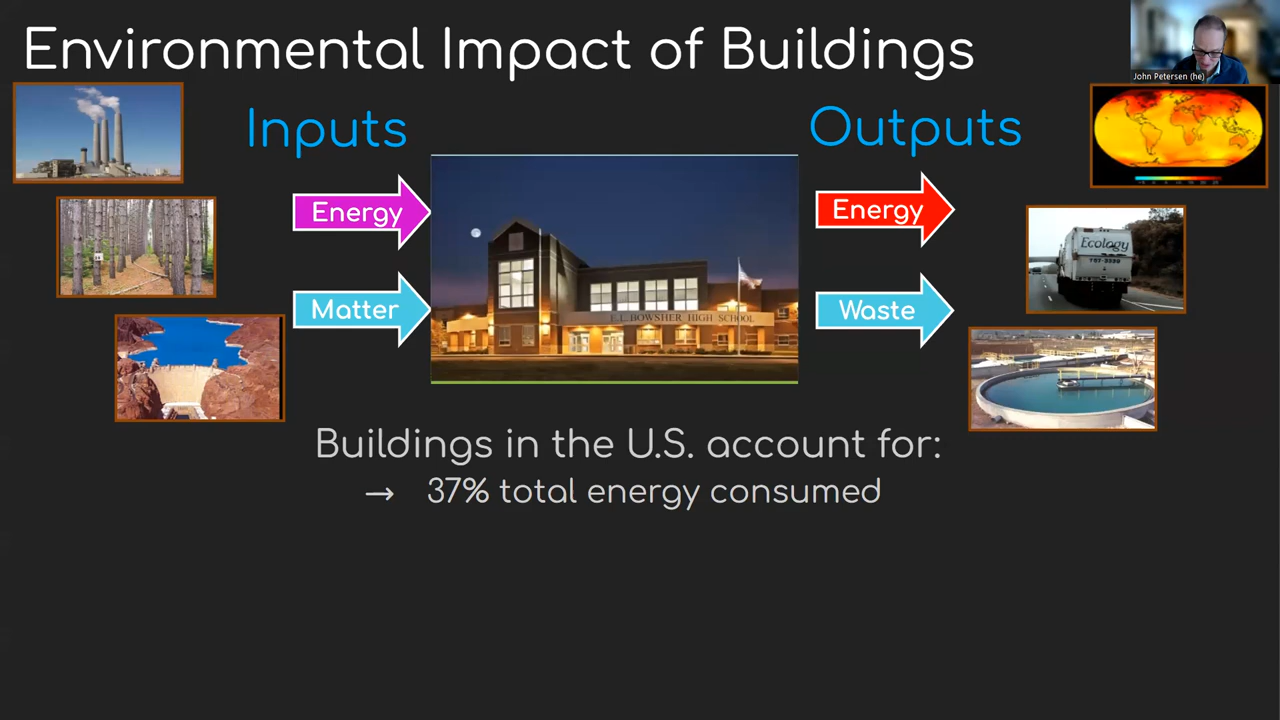 Environmental Impact of Buildings
John Petersen (he)
Inputs
Outputs
Energy
Energy
Ecology
Matter
Waste
E.L. BOWSHER HIGH SCHOOL
Buildings in the U.S. account for:
→ 37% total energy consumed